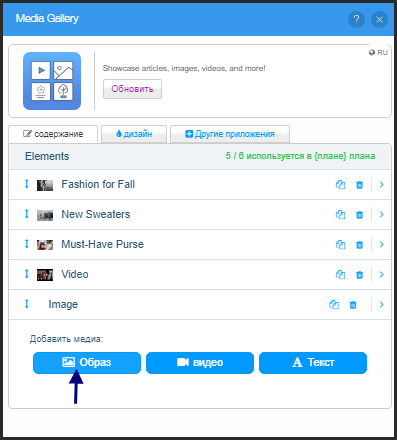 Media Gallery
?
RU
Showcase articles, images, videos, and more!
Обновить
содержание
дизайн
Другие приложения
Elements
5 / 6 используется в {плане} плана
Fashion for Fall
New Sweaters
Must-Have Purse
Video
Image
Добавить медиа:
Образ
видео
A Текст